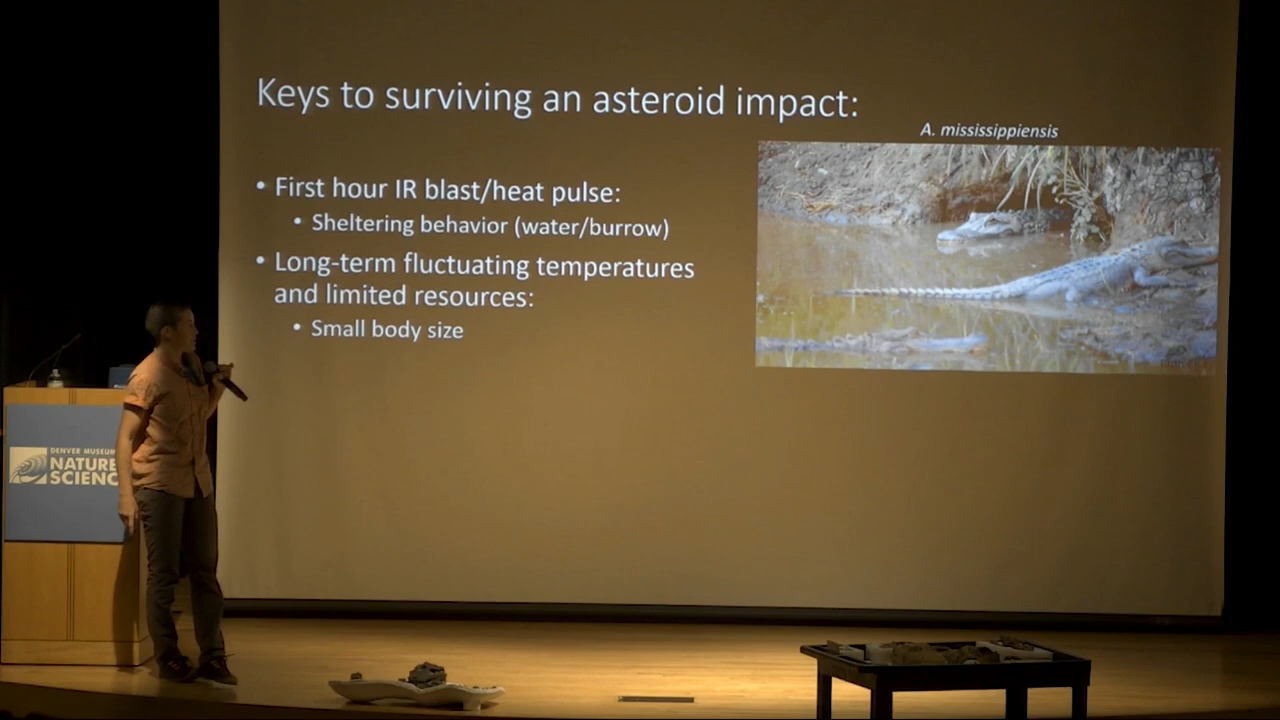 Keys to surviving an asteroid impact:
A. mississippiensis
• First hour IR blast/heat pulse:
• Sheltering behavior (water/burrow)
• Long-term fluctuating temperatures
and limited resources:
• Small body size
DENVER MUSEUM
NATURE
SCIENC